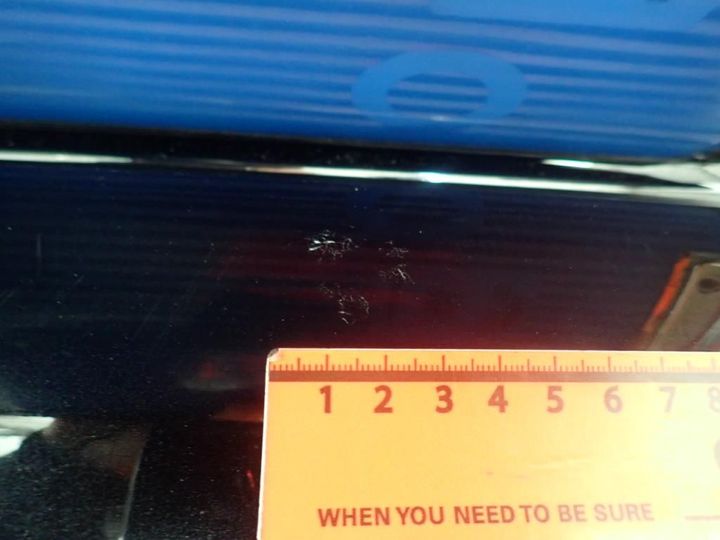 1 2 3 4 5 6 7 8
WHEN YOU NEED TO BE SURE